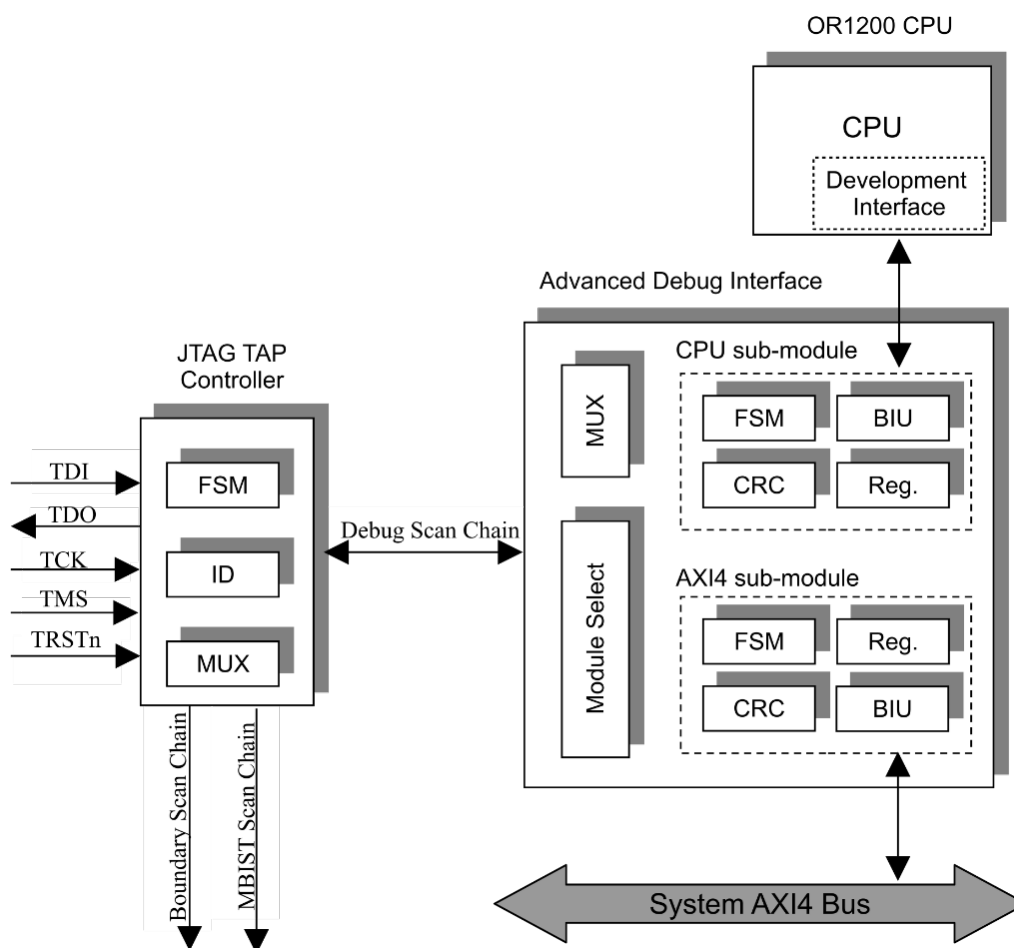 OR1200 CPU
CPU
Development
Interface
Advanced Debug Interface
JTAG TAP
Controller
TDI
TDO
TCK
TMS
TRSTn
FSM
ID
MUX
Boundary Scan Chain
MBIST Scan Chain
Debug Scan Chain
MUX
Module Select
CPU sub-module
FSM
BIU
CRC
Reg.
AXI4 sub-module
FSM
Reg.
CRC
BIU
System AXI4 Bus